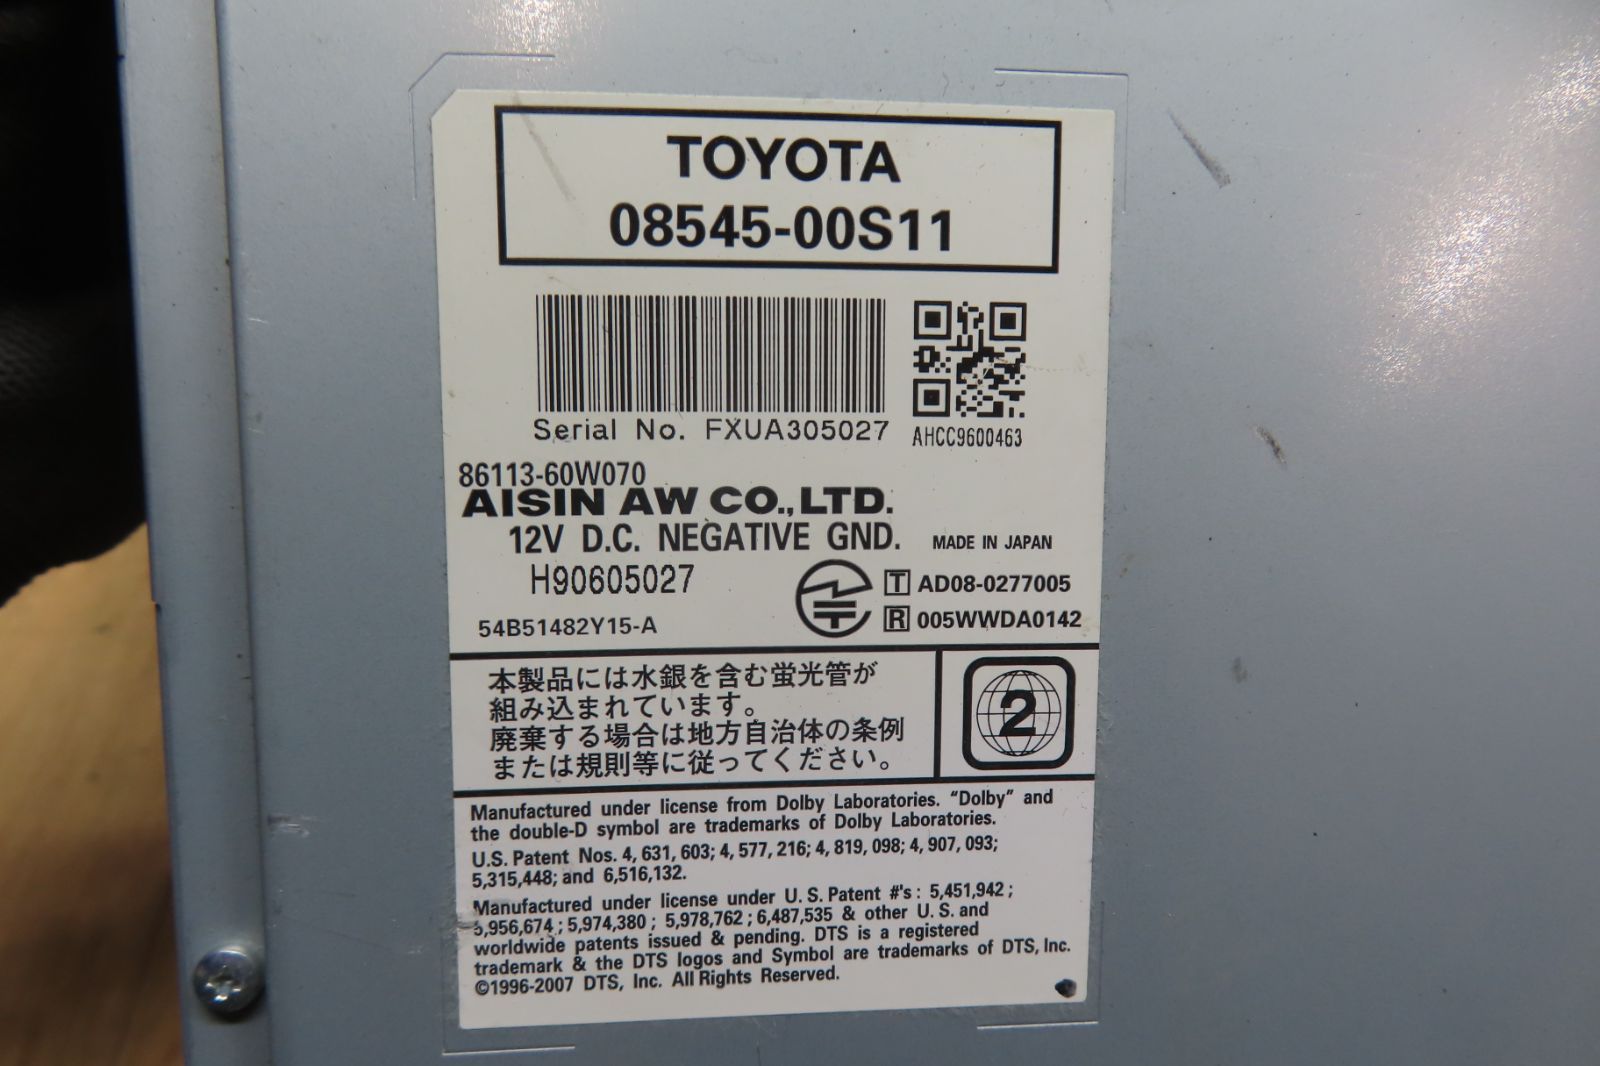 TOYOTA
08545-00S11
Serial No. FXUA305027
AHCC9600463
86113-60W070
AISIN AW CO.,LTD.
12V D.C. NEGATIVE GND. MADE IN JAPAN
H90605027
T AD08-0277005
R 005WWDA0142
54B51482Y15-A
本製品には水銀を含む蛍光管が
組み込まれています。
廃棄する場合は地方自治体の条例
または規則等に従ってください。
2
Manufactured under license from Dolby Laboratories. “Dolby” and
the double-D symbol are trademarks of Dolby Laboratories.
U.S. Patent Nos. 4, 631, 603; 4, 577, 216; 4, 819, 098; 4, 907, 093;
5,315,448; and 6,516,132.
Manufactured under license under U. S. Patent #'s : 5,451,942 ;
5,956,674 ; 5,974,380 ; 5,978,762 ; 6,487,535 & other U. S. and
worldwide patents issued & pending. DTS is a registered
trademark & the DTS logos and Symbol are trademarks of DTS, Inc.
©1996-2007 DTS, Inc. All Rights Reserved.